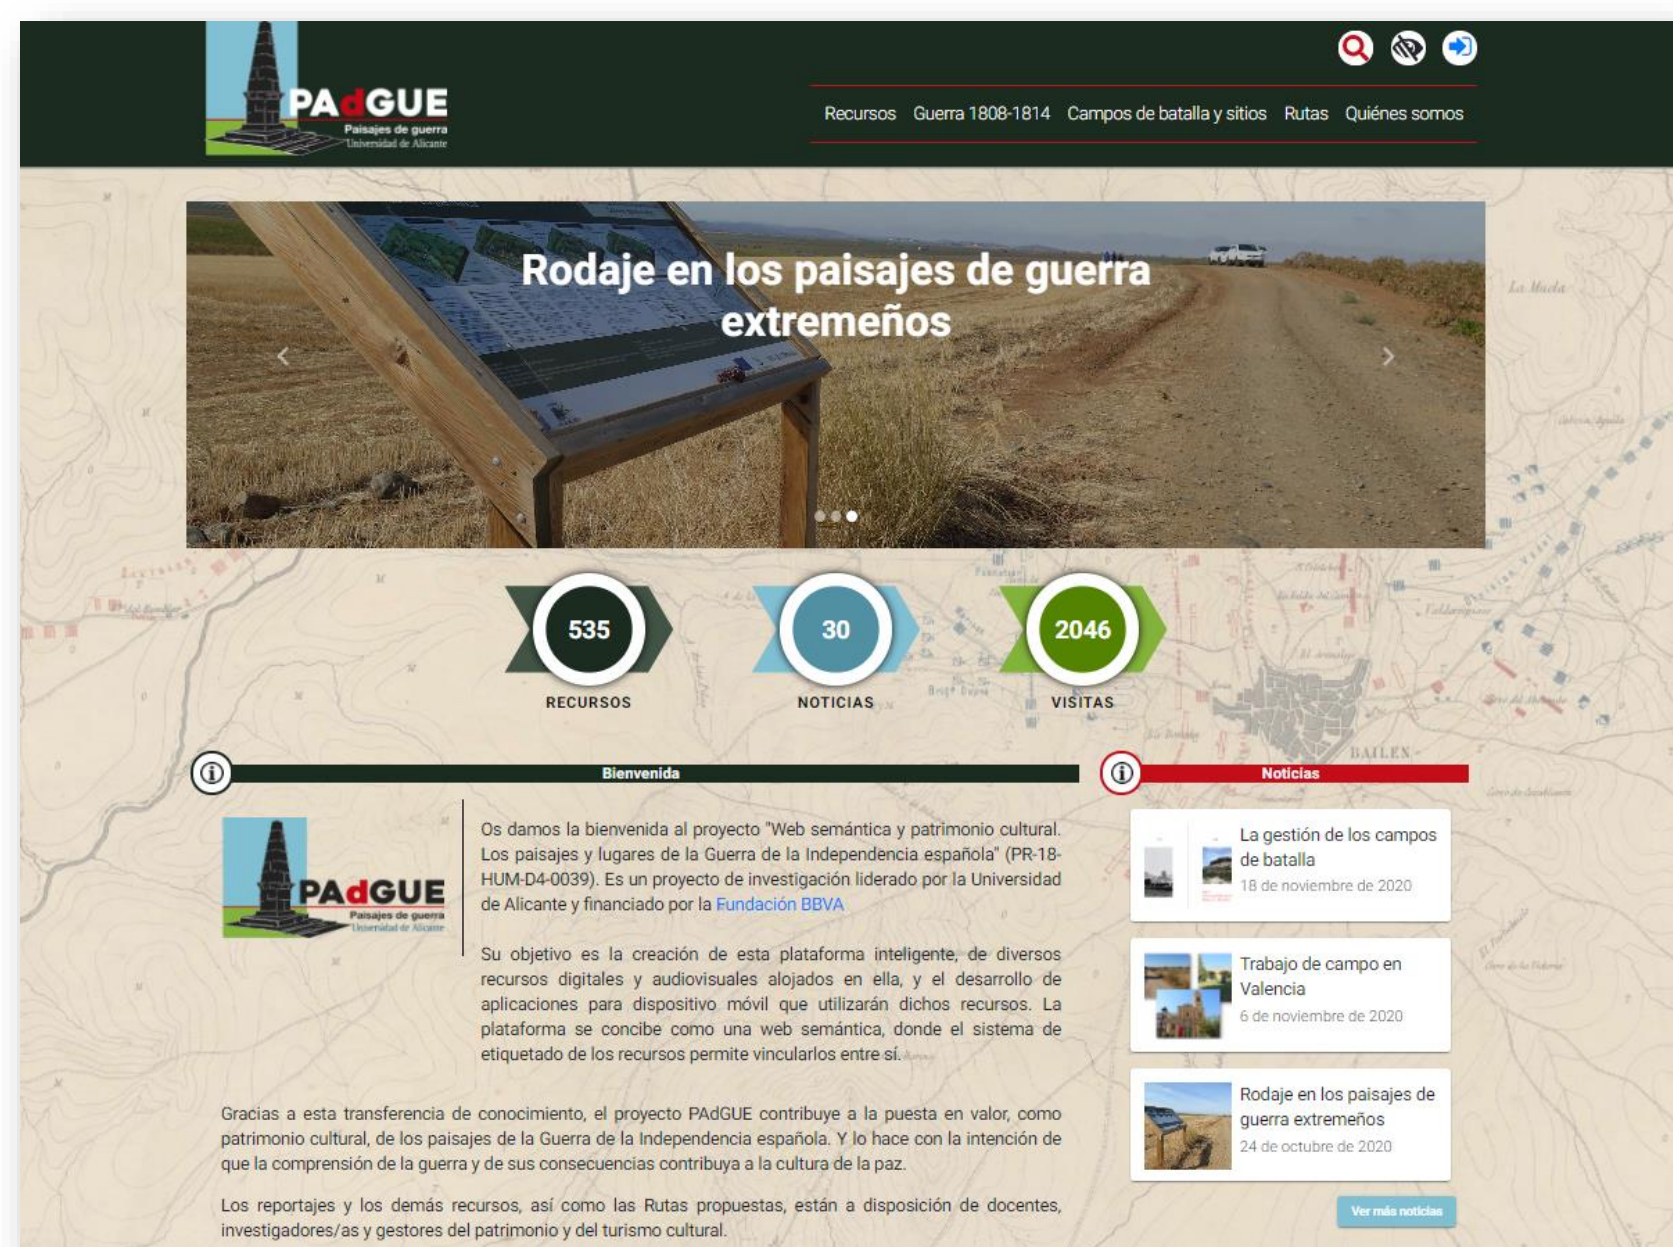 PAdGUE
Paisajes de guerra
Universidad de Alicante
Recursos Guerra 1808-1814 Campos de batalla y sitios Rutas Quiénes somos
Rodaje en los paisajes de guerra
extremeños
535
30
2046
RECURSOS
NOTICIAS
VISITAS
La Muela
BAILEN
Bienvenida
PAdGUE
Paisajes de guerra
Universidad de Alicante
Os damos la bienvenida al proyecto "Web semántica y patrimonio cultural.
Los paisajes y lugares de la Guerra de la Independencia española" (PR-18-
HUM-D4-0039). Es un proyecto de investigación liderado por la Universidad
de Alicante y financiado por la Fundación BBVA
Su objetivo es la creación de esta plataforma inteligente, de diversos
recursos digitales y audiovisuales alojados en ella, y el desarrollo de
aplicaciones para dispositivo móvil que utilizarán dichos recursos. La
plataforma se concibe como una web semántica, donde el sistema de
etiquetado de los recursos permite vincularlos entre sí.
Gracias a esta transferencia de conocimiento, el proyecto PAdGUE contribuye a la puesta en valor, como
patrimonio cultural, de los paisajes de la Guerra de la Independencia española. Y lo hace con la intención de
que la comprensión de la guerra y de sus consecuencias contribuya a la cultura de la paz.
Los reportajes y los demás recursos, así como las Rutas propuestas, están a disposición de docentes,
investigadores/as y gestores del patrimonio y del turismo cultural.
Noticias
La gestión de los campos
de batalla
18 de noviembre de 2020
Trabajo de campo en
Valencia
6 de noviembre de 2020
Rodaje en los paisajes de
guerra extremeños
24 de octubre de 2020
Ver más noticias